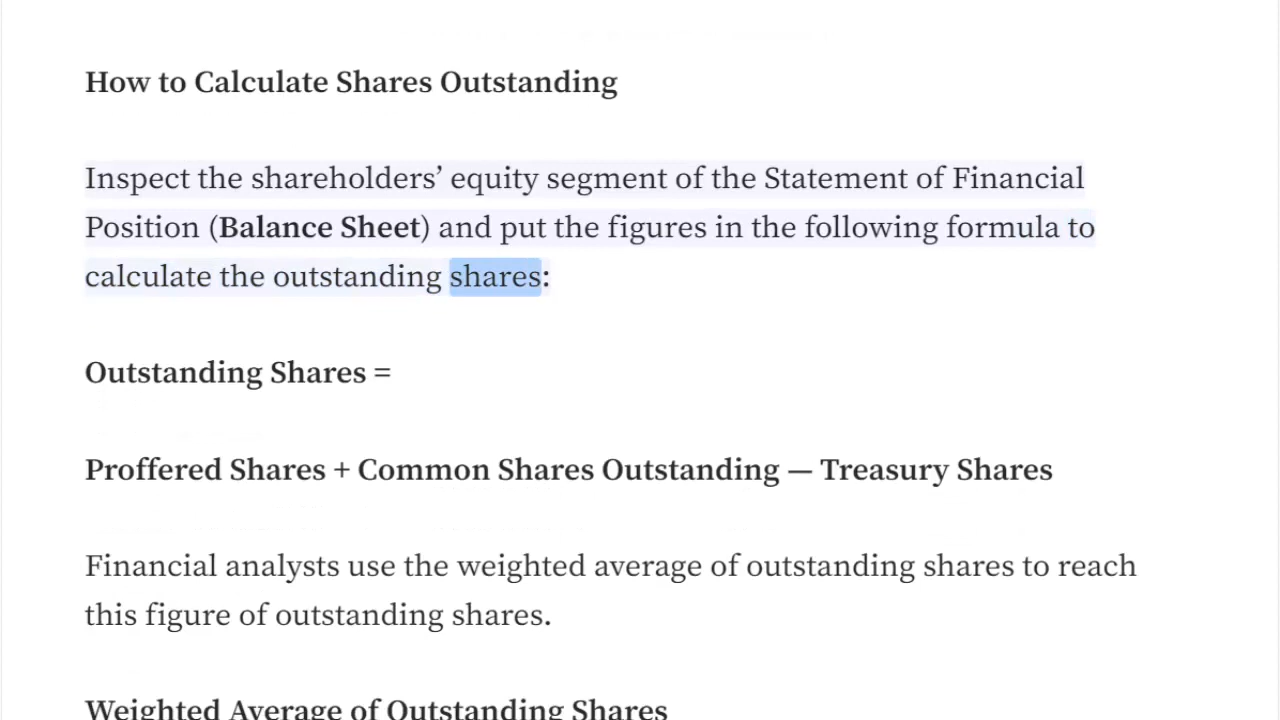 How to Calculate Shares Outstanding
Inspect the shareholders’ equity segment of the Statement of Financial
Position (Balance Sheet) and put the figures in the following formula to
calculate the outstanding shares:
Outstanding Shares =
Proffered Shares + Common Shares Outstanding — Treasury Shares
Financial analysts use the weighted average of outstanding shares to reach
this figure of outstanding shares.
Weighted Average of Outstanding Shares